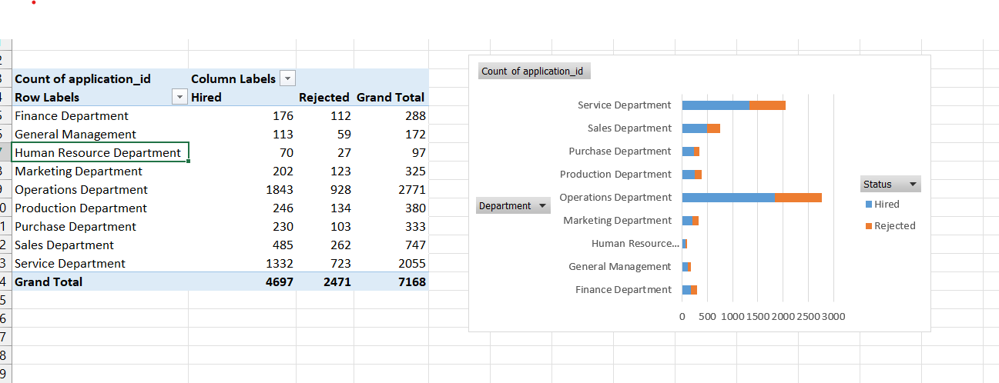 Count of application_id Column Labels
Row Labels Hired Rejected Grand Total
Finance Department 176 112 288
General Management 113 59 172
Human Resource Department 70 27 97
Marketing Department 202 123 325
Operations Department 1843 928 2771
Production Department 246 134 380
Purchase Department 230 103 333
Sales Department 485 262 747
Service Department 1332 723 2055
Grand Total 4697 2471 7168
Count of application_id
Service Department
Sales Department
Purchase Department
Production Department
Operations Department
Marketing Department
Human Resource...
General Management
Finance Department
0 500 1000 1500 2000 2500 3000
Department
Status
Hired
Rejected